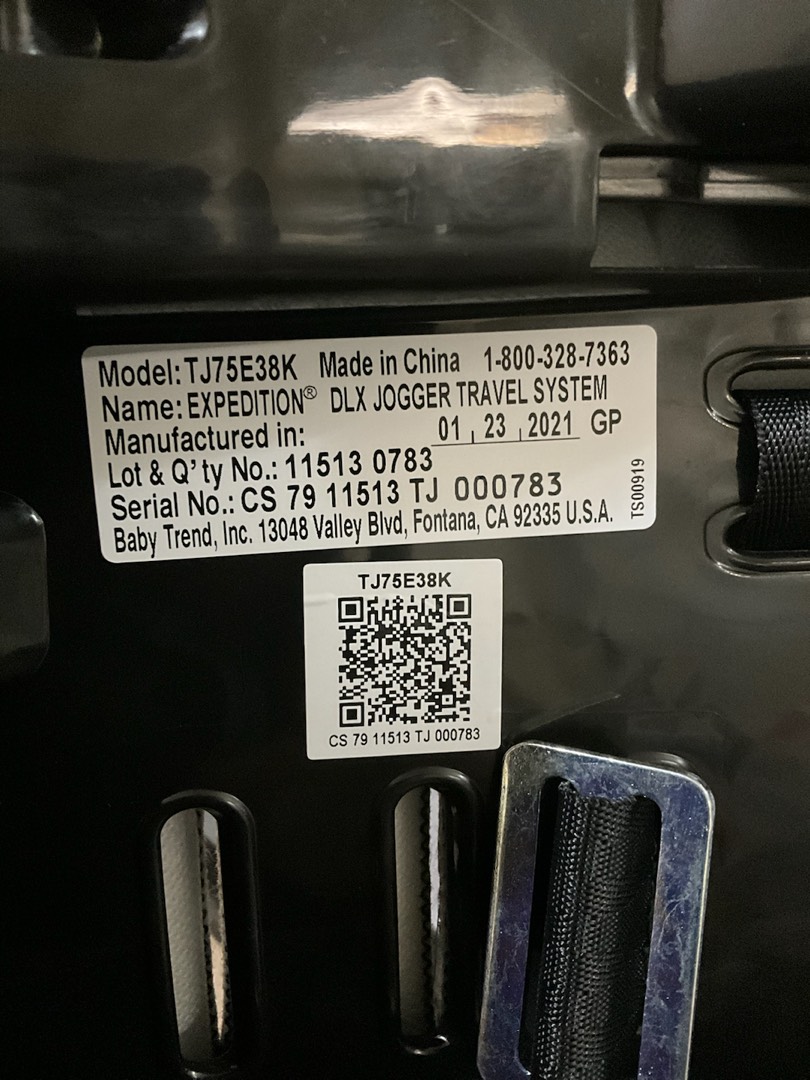 Model: TJ75E38K Made in China 1-800-328-7363
Name: EXPEDITION® DLX JOGGER TRAVEL SYSTEM
Manufactured in: 01 , 23 , 2021 GP
Lot & Q'ty No.: 11513 0783
Serial No.: CS 79 11513 TJ 000783
Baby Trend, Inc. 13048 Valley Blvd, Fontana, CA 92335 U.S.A.
TS00919
TJ75E38K
CS 79 11513 TJ 000783